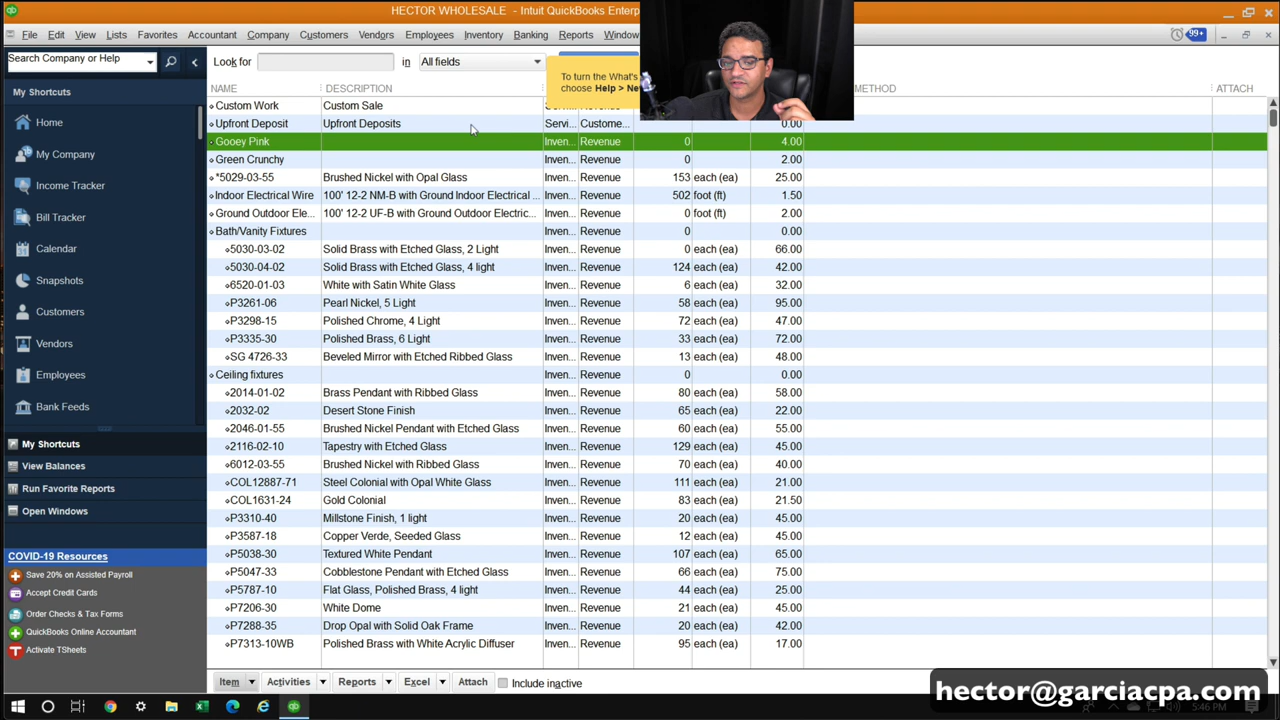 HECTOR WHOLESALE - Intuit QuickBooks Enterp
File Edit View Lists Favorites Accountant Company Customers Vendors Employees Inventory Banking Reports Window
99+
Search Company or Help
Look for in All fields
To turn the What's
choose Help > Ne
My Shortcuts
Home
My Company
Income Tracker
Bill Tracker
Calendar
Snapshots
Customers
Vendors
Employees
Bank Feeds
My Shortcuts
View Balances
Run Favorite Reports
Open Windows
COVID-19 Resources
Save 20% on Assisted Payroll
Accept Credit Cards
Order Checks & Tax Forms
QuickBooks Online Accountant
Activate TSheets
NAME DESCRIPTION METHOD ATTACH
Custom Work Custom Sale
Upfront Deposit Upfront Deposits Servi... Custome... 0.00
Gooey Pink Inven... Revenue 0 4.00
Green Crunchy Inven... Revenue 0 2.00
*5029-03-55 Brushed Nickel with Opal Glass Inven... Revenue 153 each (ea) 25.00
Indoor Electrical Wire 100' 12-2 NM-B with Ground Indoor Electrical ... Inven... Revenue 502 foot (ft) 1.50
Ground Outdoor Ele... 100' 12-2 UF-B with Ground Outdoor Electric... Inven... Revenue 0 foot (ft) 2.00
Bath/Vanity Fixtures Inven... Revenue 0 0.00
5030-03-02 Solid Brass with Etched Glass, 2 Light Inven... Revenue 0 each (ea) 66.00
5030-04-02 Solid Brass with Etched Glass, 4 light Inven... Revenue 124 each (ea) 42.00
6520-01-03 White with Satin White Glass Inven... Revenue 6 each (ea) 32.00
P3261-06 Pearl Nickel, 5 Light Inven... Revenue 58 each (ea) 95.00
P3298-15 Polished Chrome, 4 Light Inven... Revenue 72 each (ea) 47.00
P3335-30 Polished Brass, 6 Light Inven... Revenue 33 each (ea) 72.00
SG 4726-33 Beveled Mirror with Etched Ribbed Glass Inven... Revenue 13 each (ea) 48.00
Ceiling fixtures Inven... Revenue 0 0.00
2014-01-02 Brass Pendant with Ribbed Glass Inven... Revenue 80 each (ea) 58.00
2032-02 Desert Stone Finish Inven... Revenue 65 each (ea) 22.00
2046-01-55 Brushed Nickel Pendant with Etched Glass Inven... Revenue 60 each (ea) 55.00
2116-02-10 Tapestry with Etched Glass Inven... Revenue 129 each (ea) 45.00
6012-03-55 Brushed Nickel with Ribbed Glass Inven... Revenue 70 each (ea) 40.00
COL12887-71 Steel Colonial with Opal White Glass Inven... Revenue 111 each (ea) 21.00
COL1631-24 Gold Colonial Inven... Revenue 83 each (ea) 21.50
P3310-40 Millstone Finish, 1 light Inven... Revenue 20 each (ea) 45.00
P3587-18 Copper Verde, Seeded Glass Inven... Revenue 12 each (ea) 45.00
P5038-30 Textured White Pendant Inven... Revenue 107 each (ea) 65.00
P5047-33 Cobblestone Pendant with Etched Glass Inven... Revenue 66 each (ea) 75.00
P5787-10 Flat Glass, Polished Brass, 4 light Inven... Revenue 44 each (ea) 25.00
P7206-30 White Dome Inven... Revenue 21 each (ea) 45.00
P7288-35 Drop Opal with Solid Oak Frame Inven... Revenue 20 each (ea) 42.00
P7313-10WB Polished Brass with White Acrylic Diffuser Inven... Revenue 95 each (ea) 17.00
Item Activities Reports Excel Attach Include inactive
hector@garciacpa.com
5:46 PM